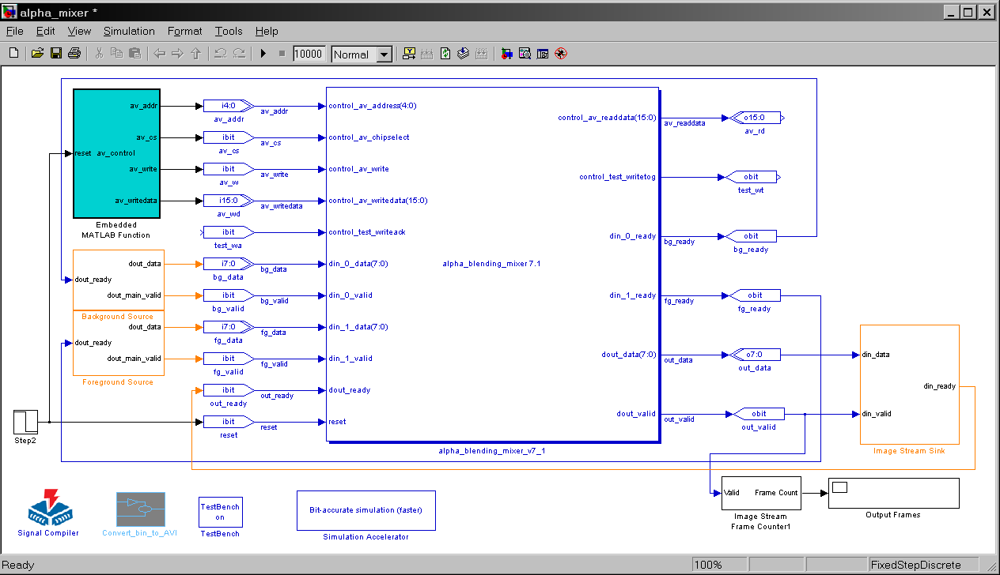 alpha_mixer *
File Edit View Simulation Format Tools Help
10000 Normal
av_addr
av_cs
reset av_control
av_write
av_writedata
Embedded
MATLAB Function
dout_data
dout_ready
dout_main_valid
Background Source
dout_data
dout_ready
dout_main_valid
Foreground Source
Step2
i4:0
av_addr
av_addr
ibit
av_cs
av_cs
ibit
av_w
av_write
i15:0
av_wd
av_writedata
ibit
test_wa
i7:0
bg_data
bg_data
ibit
bg_valid
bg_valid
i7:0
fg_data
fg_data
ibit
fg_valid
fg_valid
ibit
out_ready
out_ready
ibit
reset
reset
control_av_address(4:0)
control_av_chipselect
control_av_write
control_av_writedata(15:0)
control_test_writeack
din_0_data(7:0)
din_0_valid
din_1_data(7:0)
din_1_valid
dout_ready
reset
alpha_blending_mixer 7.1
control_av_readdata(15:0)
control_test_writetog
din_0_ready
din_1_ready
dout_data(7:0)
dout_valid
alpha_blending_mixer_v7_1
av_readdata
o15:0
av_rd
obit
test_wt
bg_ready
obit
bg_ready
fg_ready
obit
fg_ready
out_data
o7:0
out_data
out_valid
obit
out_valid
din_data
din_ready
din_valid
Image Stream Sink
Valid Frame Count
Image Stream
Frame Counter1
Output Frames
Signal Compiler
Convert_bin_to_AVI
TestBench
on
TestBench
Bit-accurate simulation (faster)
Simulation Accelerator
Ready 100% FixedStepDiscrete